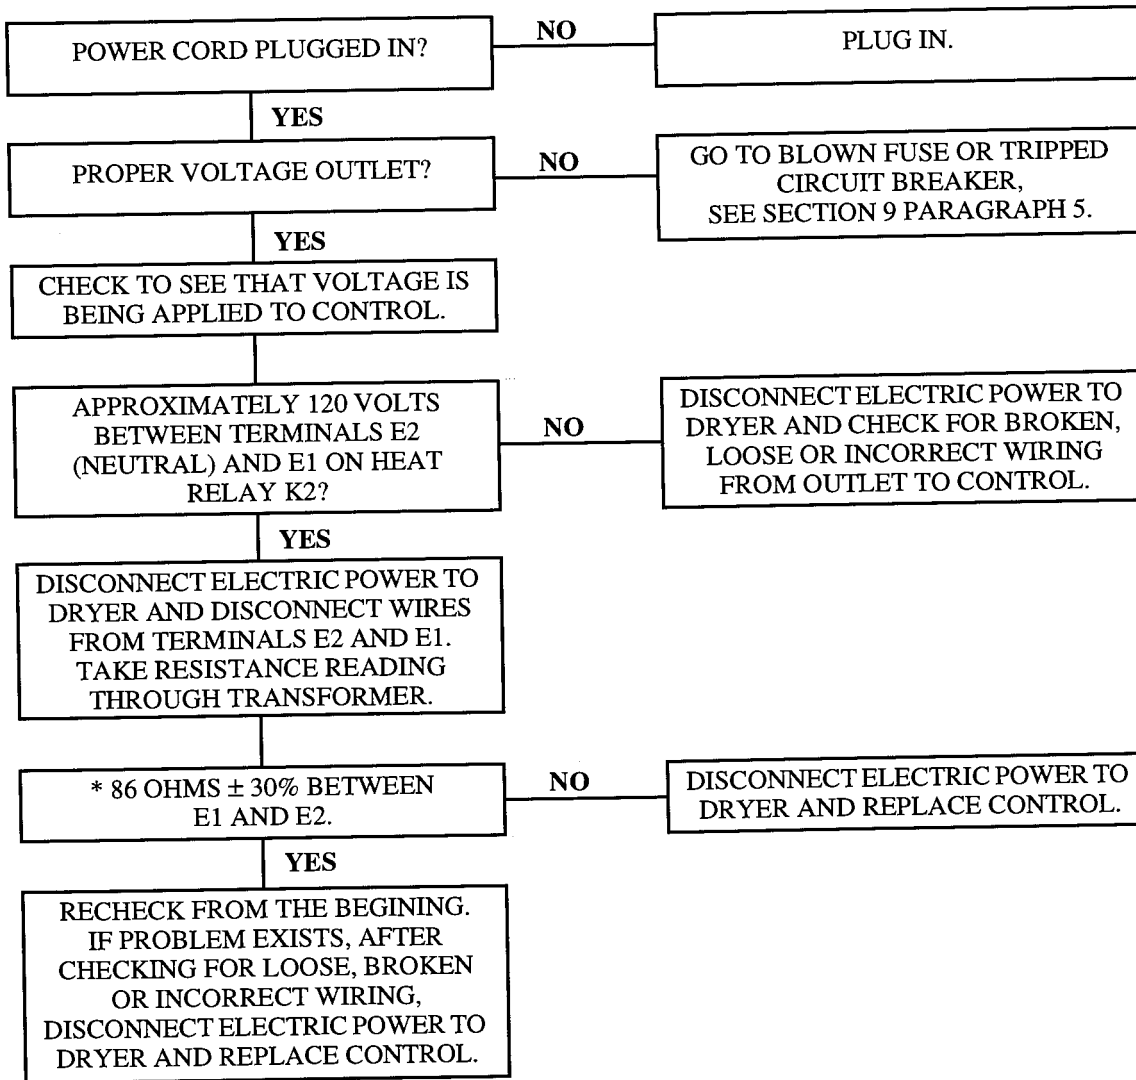 POWER CORD PLUGGED IN?
NO
PLUG IN.
YES
PROPER VOLTAGE OUTLET?
NO
GO TO BLOWN FUSE OR TRIPPED
CIRCUIT BREAKER,
SEE SECTION 9 PARAGRAPH 5.
YES
CHECK TO SEE THAT VOLTAGE IS
BEING APPLIED TO CONTROL.
APPROXIMATELY 120 VOLTS
BETWEEN TERMINALS E2
(NEUTRAL) AND E1 ON HEAT
RELAY K2?
NO
DISCONNECT ELECTRIC POWER TO
DRYER AND CHECK FOR BROKEN,
LOOSE OR INCORRECT WIRING
FROM OUTLET TO CONTROL.
YES
DISCONNECT ELECTRIC POWER TO
DRYER AND DISCONNECT WIRES
FROM TERMINALS E2 AND E1.
TAKE RESISTANCE READING
THROUGH TRANSFORMER.
* 86 OHMS ± 30% BETWEEN
E1 AND E2.
NO
DISCONNECT ELECTRIC POWER TO
DRYER AND REPLACE CONTROL.
YES
RECHECK FROM THE BEGINING.
IF PROBLEM EXISTS, AFTER
CHECKING FOR LOOSE, BROKEN
OR INCORRECT WIRING,
DISCONNECT ELECTRIC POWER TO
DRYER AND REPLACE CONTROL.